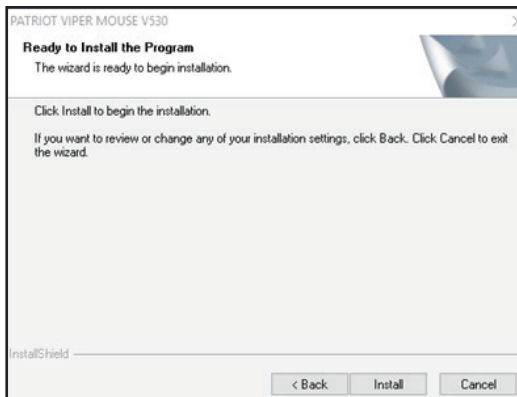 PATRIOT VIPER MOUSE V530
Ready to Install the Program
The wizard is ready to begin installation.
Click Install to begin the installation.
If you want to review or change any of your installation settings, click Back. Click Cancel to exit
the wizard.
InstallShield
< Back Install Cancel